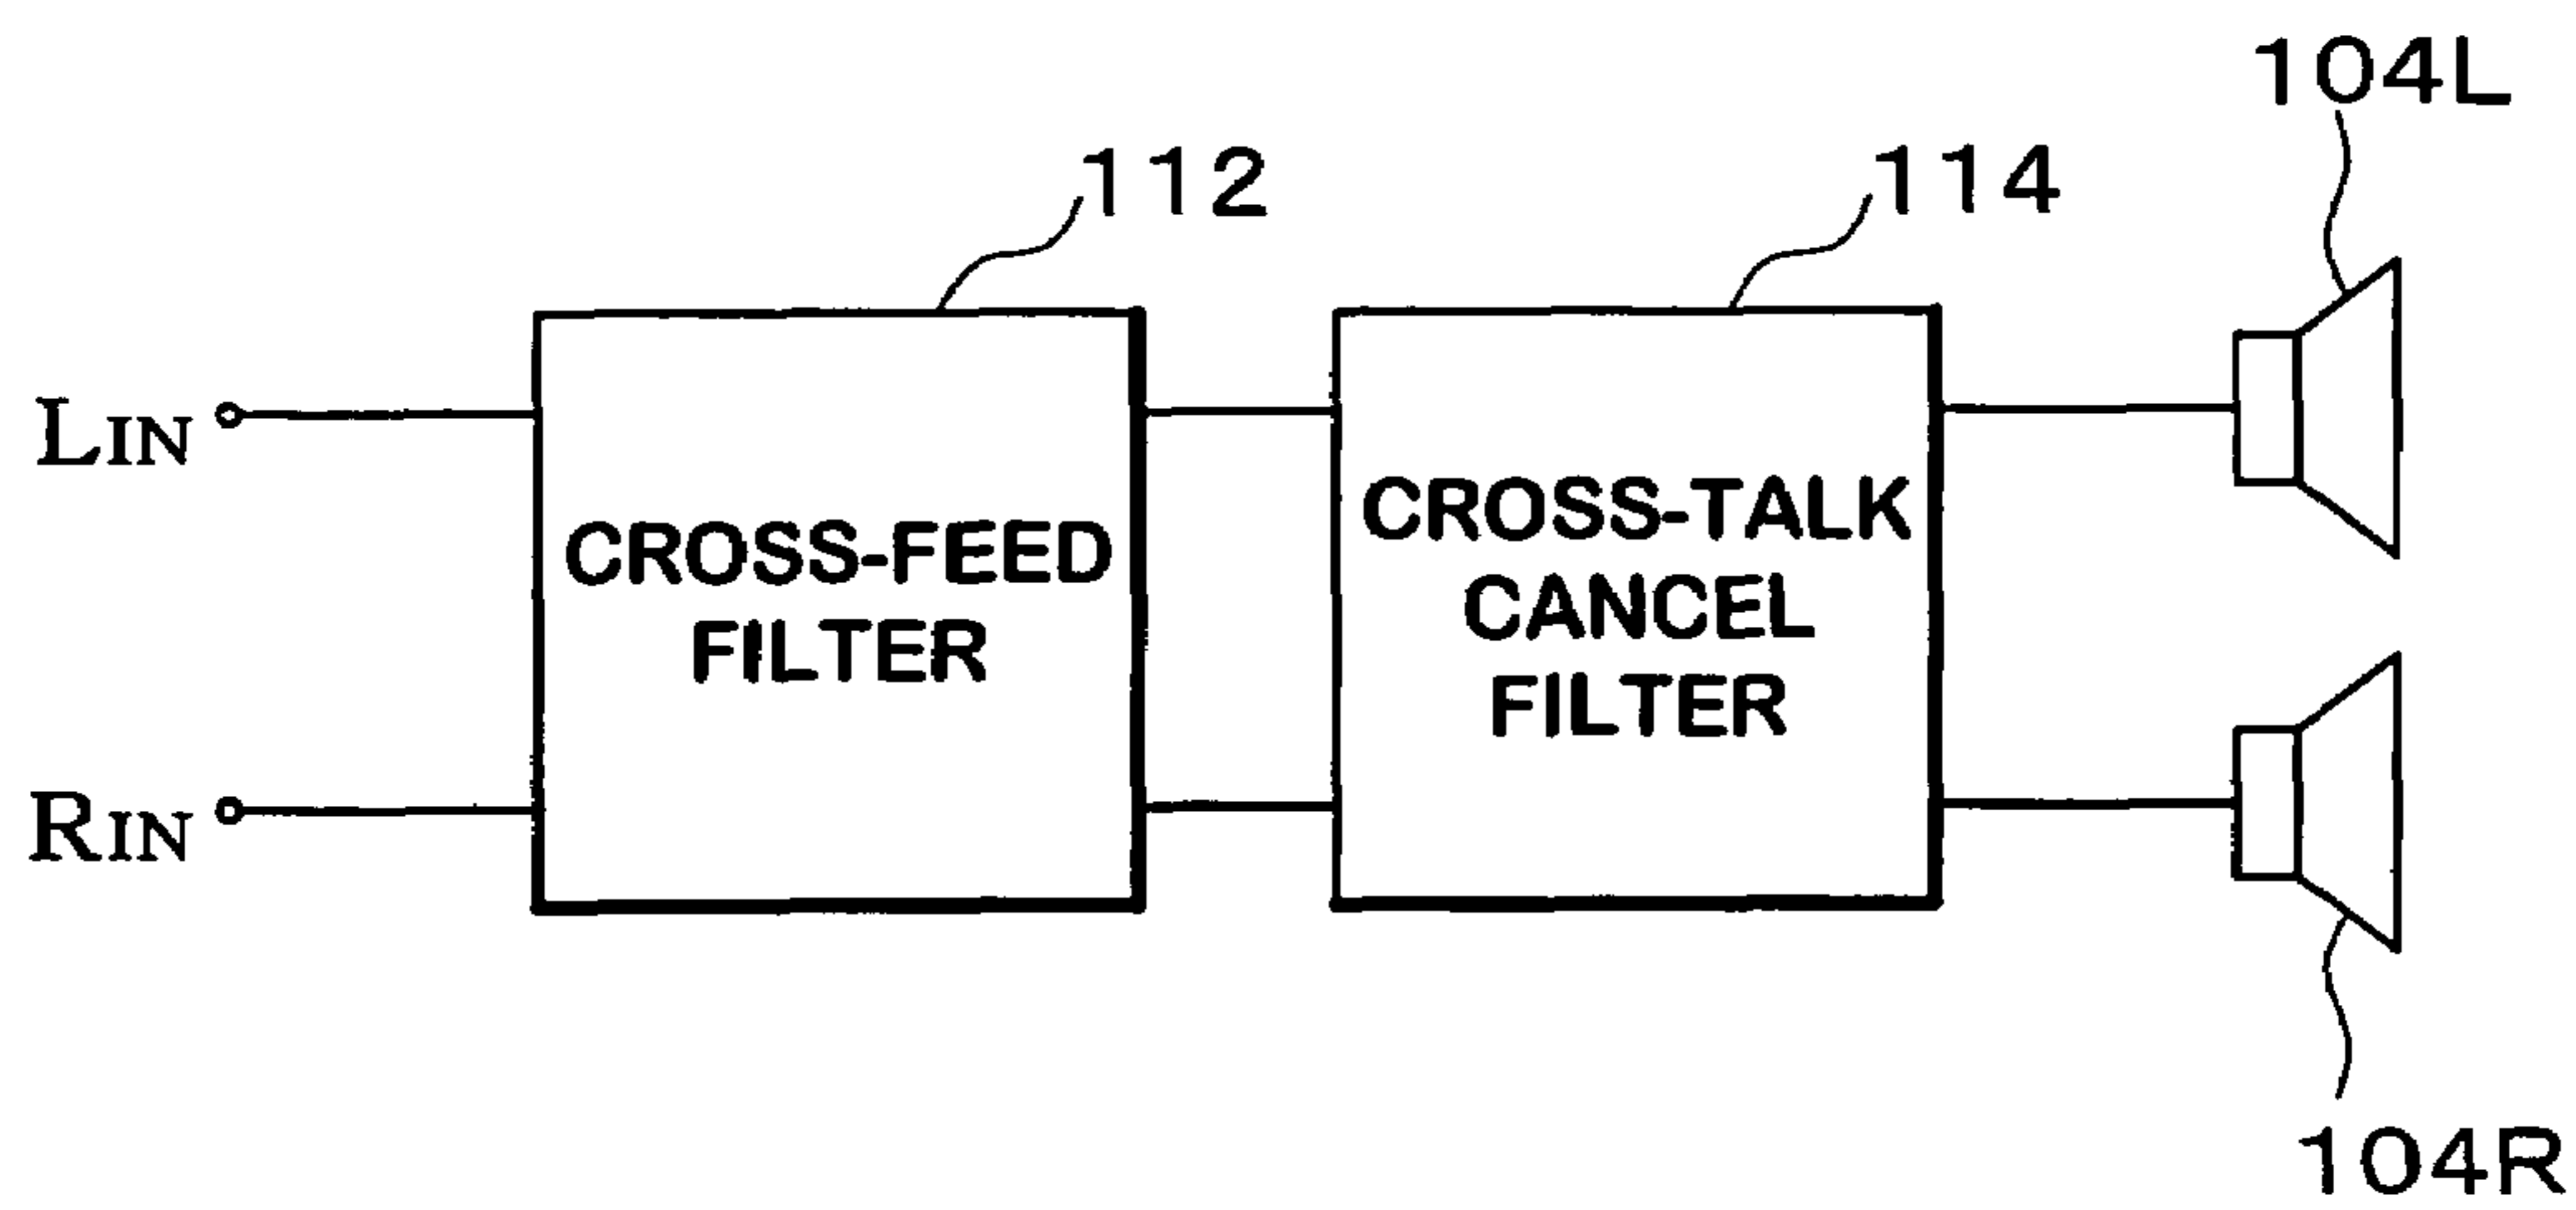 104L
112
114
LIN
CROSS-FEED
FILTER
CROSS-TALK
CANCEL
FILTER
RIN
104R